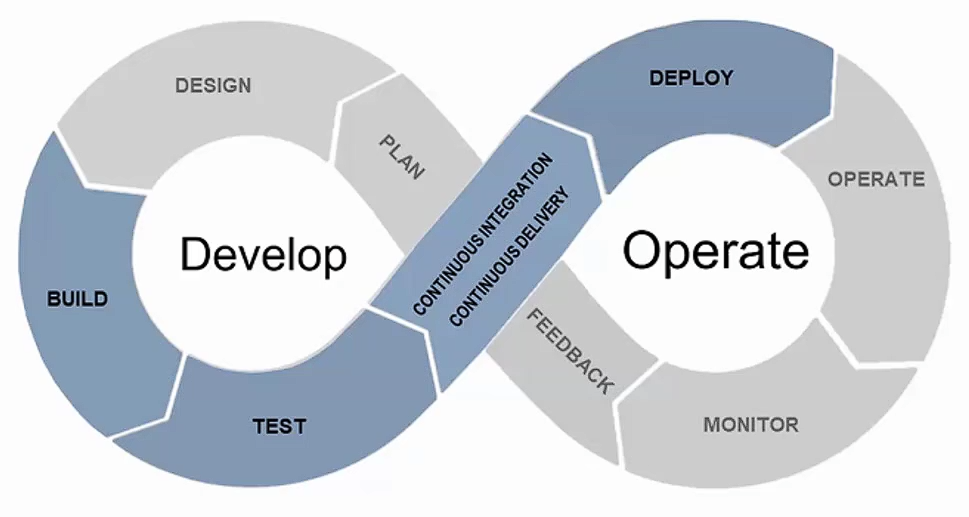 DESIGN
PLAN
DEPLOY
OPERATE
CONTINUOUS INTEGRATION
CONTINUOUS DELIVERY
Develop
Operate
BUILD
FEEDBACK
TEST
MONITOR